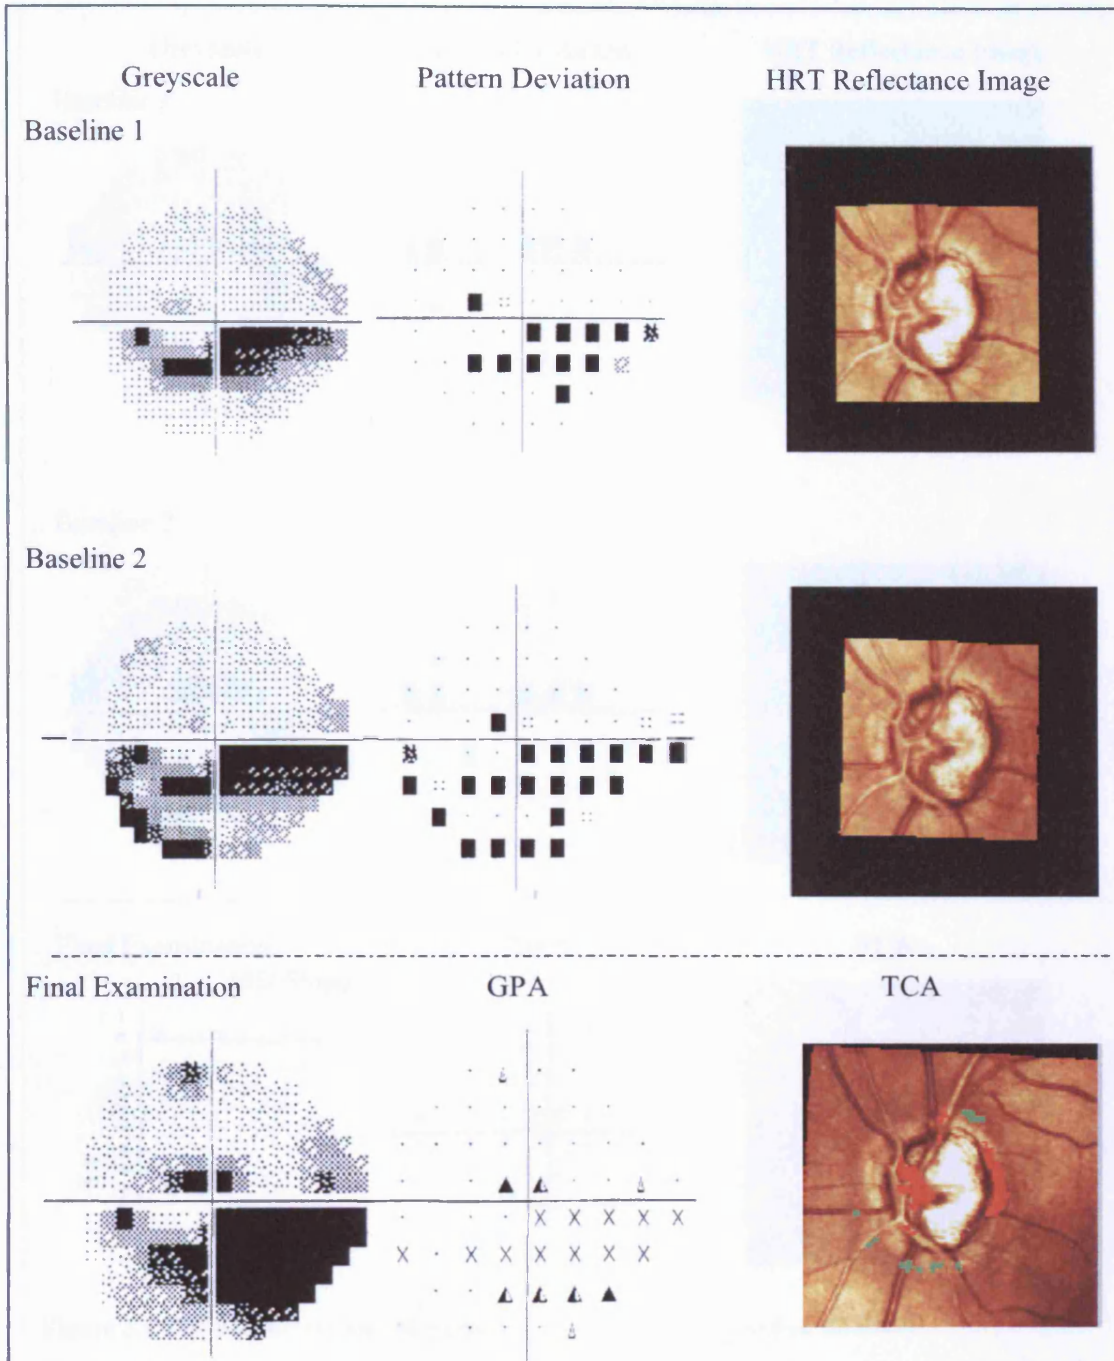 Greyscale Pattern Deviation HRT Reflectance Image
Baseline 1
Baseline 2
Final Examination GPA TCA